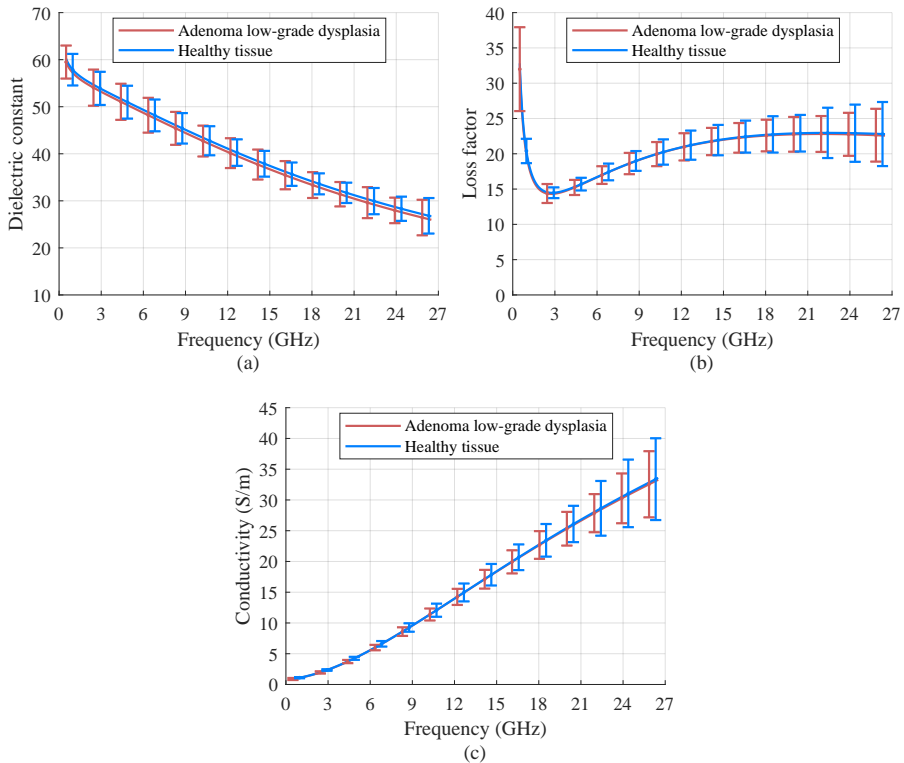 70
60
50
40
30
20
10
Dielectric constant
Adenoma low-grade dysplasia
Healthy tissue
0 3 6 9 12 15 18 21 24 27
Frequency (GHz)
(a)
40
35
30
25
20
15
10
5
0
Loss factor
Adenoma low-grade dysplasia
Healthy tissue
0 3 6 9 12 15 18 21 24 27
Frequency (GHz)
(b)
45
40
35
30
25
20
15
10
5
0
Conductivity (S/m)
Adenoma low-grade dysplasia
Healthy tissue
0 3 6 9 12 15 18 21 24 27
Frequency (GHz)
(c)